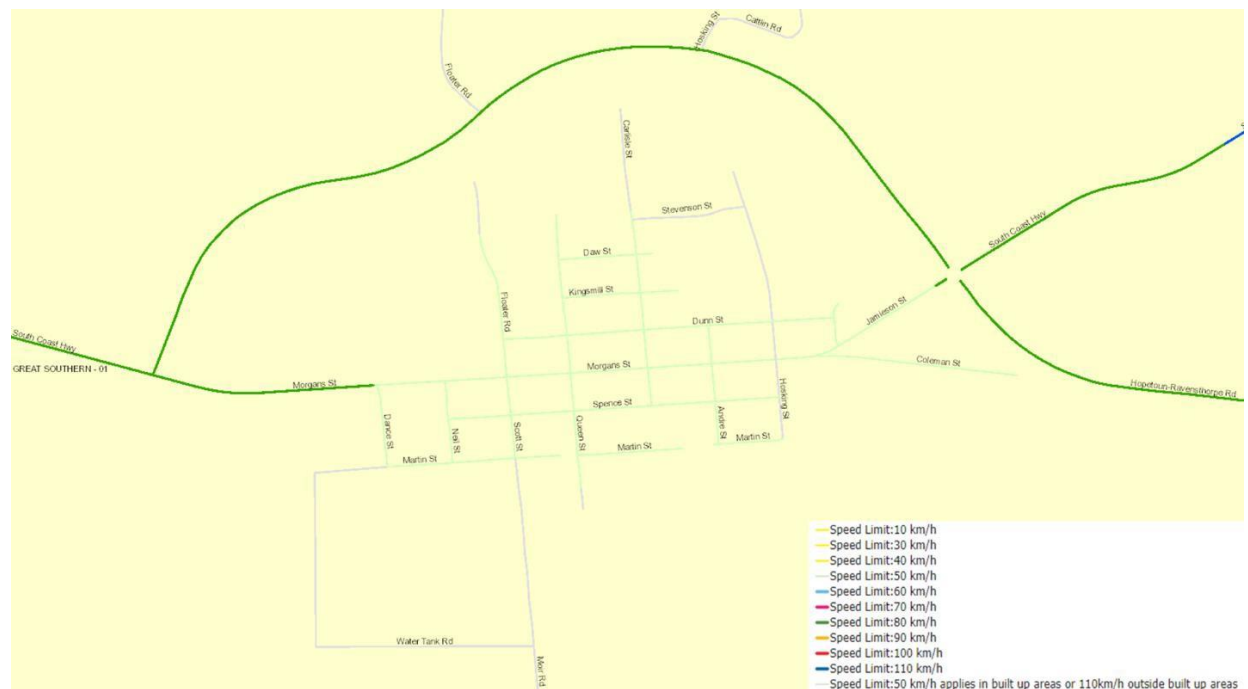 Hosking St
Cattlin Rd
Floater Rd
Carlisle St
Stevenson St
South Coast Hwy
Daw St
Kingsmill St
Floater Rd
Jamieson St
Dunn St
South Coast Hwy
GREAT SOUTHERN - 01
Morgans St
Morgans St
Coleman St
Hopetoun-Ravensthorpe Rd
Spence St
Hosking St
Dance St
Neil St
Scott St
Queen St
Andre St
Martin St
Martin St
Martin St
Water Tank Rd
Moir Rd
Speed Limit:10 km/h
Speed Limit:30 km/h
Speed Limit:40 km/h
Speed Limit:50 km/h
Speed Limit:60 km/h
Speed Limit:70 km/h
Speed Limit:80 km/h
Speed Limit:90 km/h
Speed Limit:100 km/h
Speed Limit:110 km/h
Speed Limit:50 km/h applies in built up areas or 110km/h outside built up areas